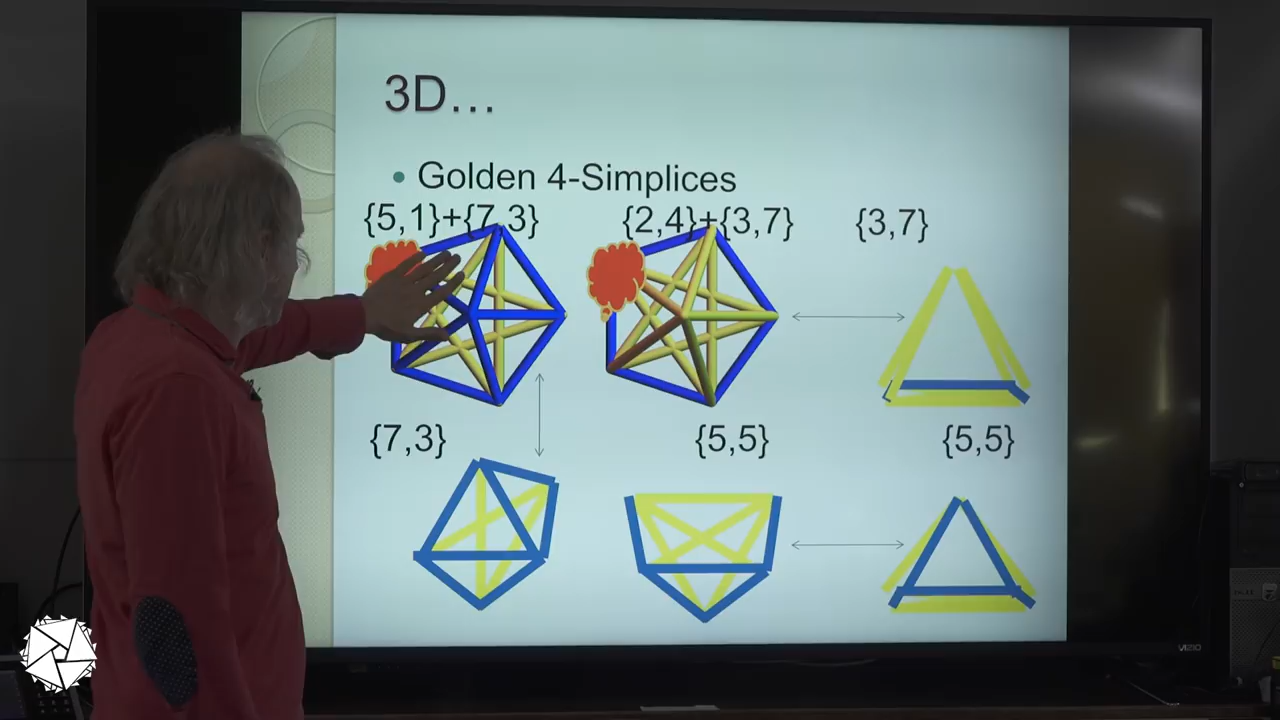 3D...
• Golden 4-Simplices
{5,1}+{7,3} {2,4}+{3,7} {3,7}
{7,3} {5,5} {5,5}
VIZIO